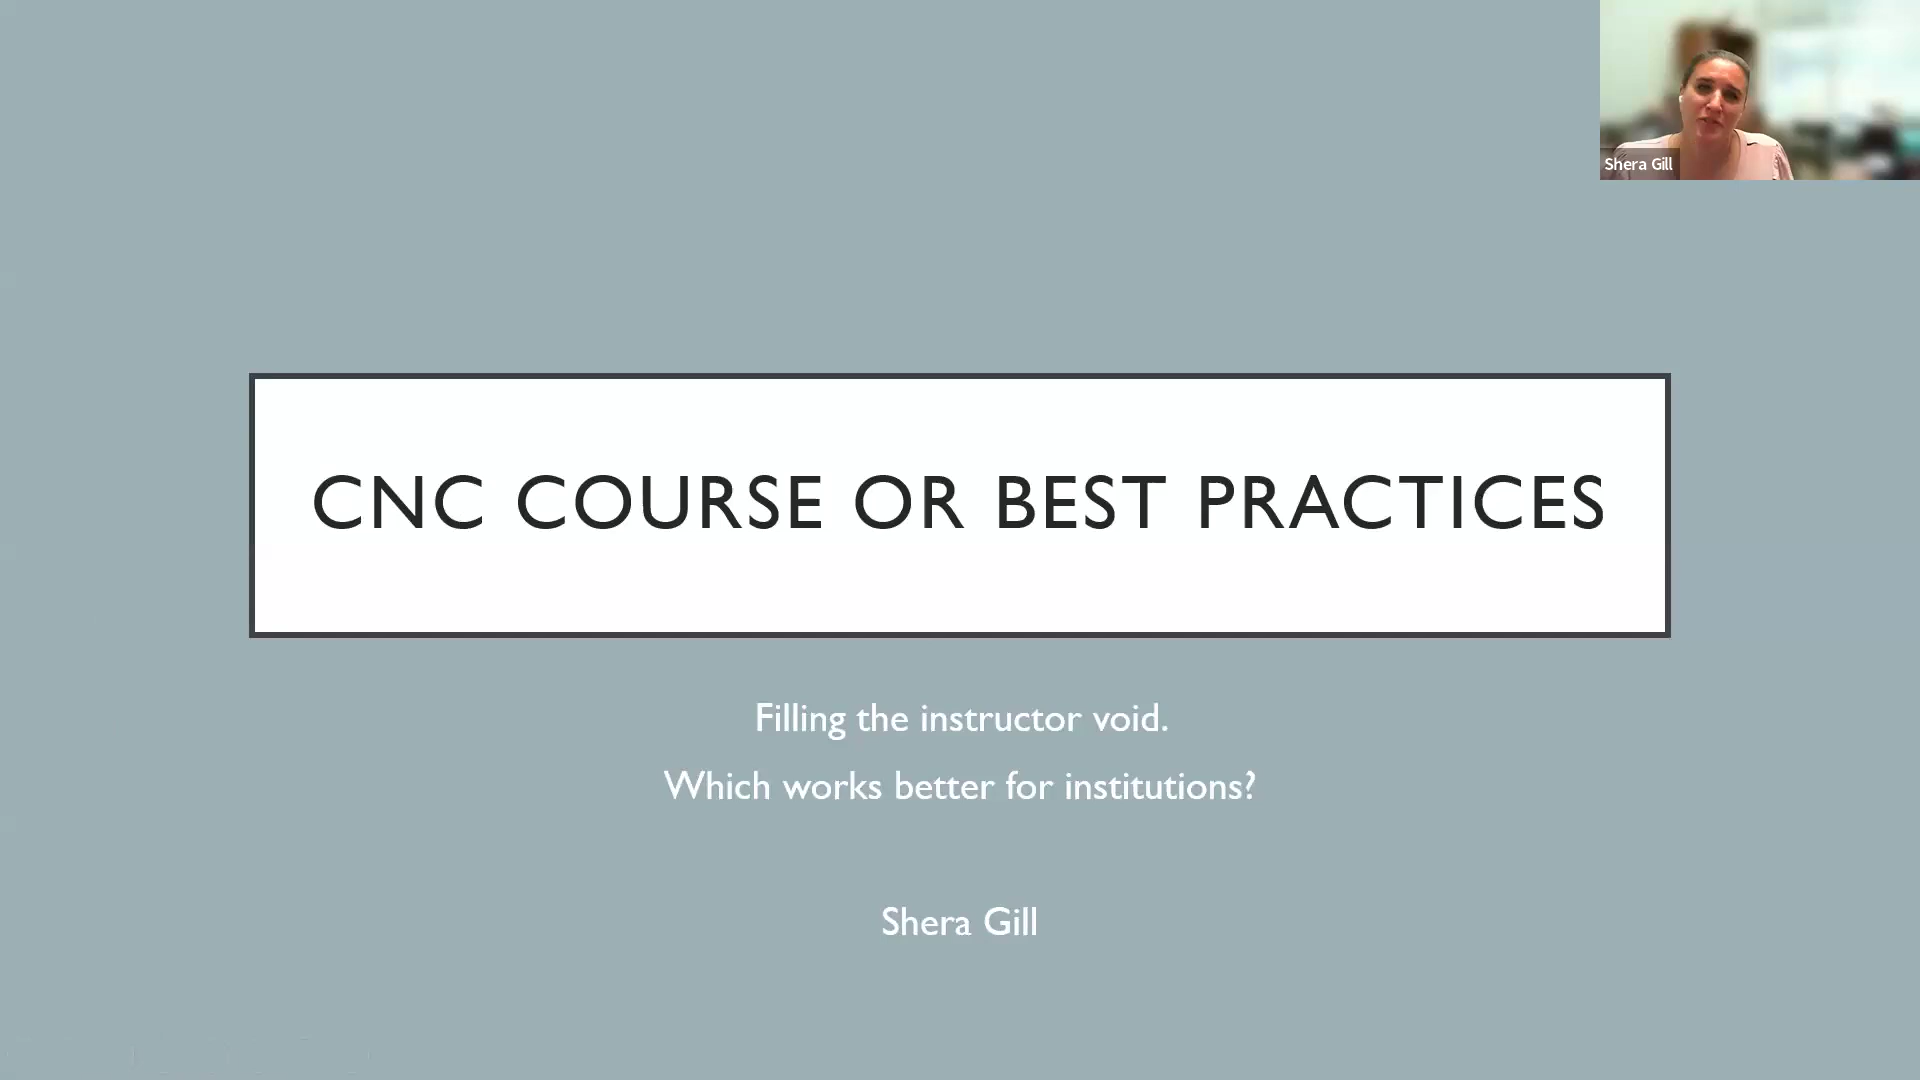 Shera Gill
CNC COURSE OR BEST PRACTICES
Filling the instructor void.
Which works better for institutions?
Shera Gill